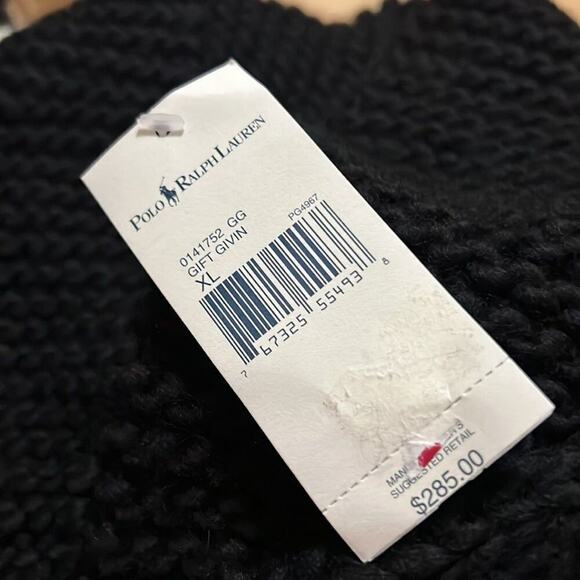 POLO RALPH LAUREN
0141752 GG PG4967
GIFT GIVIN
XL
7 67325 55493 8
SUGGESTED RETAIL
$285.00